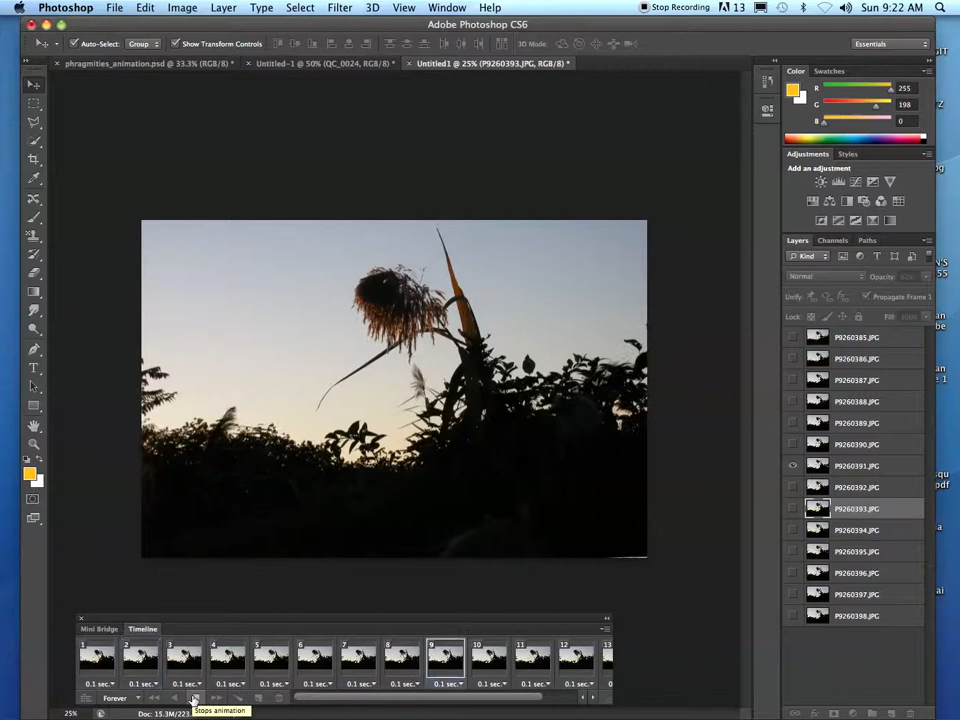 Photoshop File Edit Image Layer Type Select Filter 3D View Window Help Stop Recording 13 Sun 9:22 AM
Adobe Photoshop CS6
Auto-Select: Group Show Transform Controls 3D Mode: Essentials
phragmities_animation.psd @ 33.3% (RGB/8) * Untitled-1 @ 50% (QC_0024, RGB/8) * Untitled1 @ 25% (P9260393.JPG, RGB/8) *
Color Swatches
R 255
G 198
B 0
Adjustments Styles
Add an adjustment
Layers Channels Paths
Kind
Normal Opacity:
Unify: Propagate Frame 1
Lock: Fill:
P9260385.JPG
P9260386.JPG
P9260387.JPG
P9260388.JPG
P9260389.JPG
P9260390.JPG
P9260391.JPG
P9260392.JPG
P9260393.JPG
P9260394.JPG
P9260395.JPG
P9260396.JPG
P9260397.JPG
P9260398.JPG
Mini Bridge Timeline
1 2 3 4 5 6 7 8 9 10 11 12 13
0.1 sec. 0.1 sec. 0.1 sec. 0.1 sec. 0.1 sec. 0.1 sec. 0.1 sec. 0.1 sec. 0.1 sec. 0.1 sec. 0.1 sec. 0.1 sec.
Forever
Stops animation
25% Doc: 15.3M/223